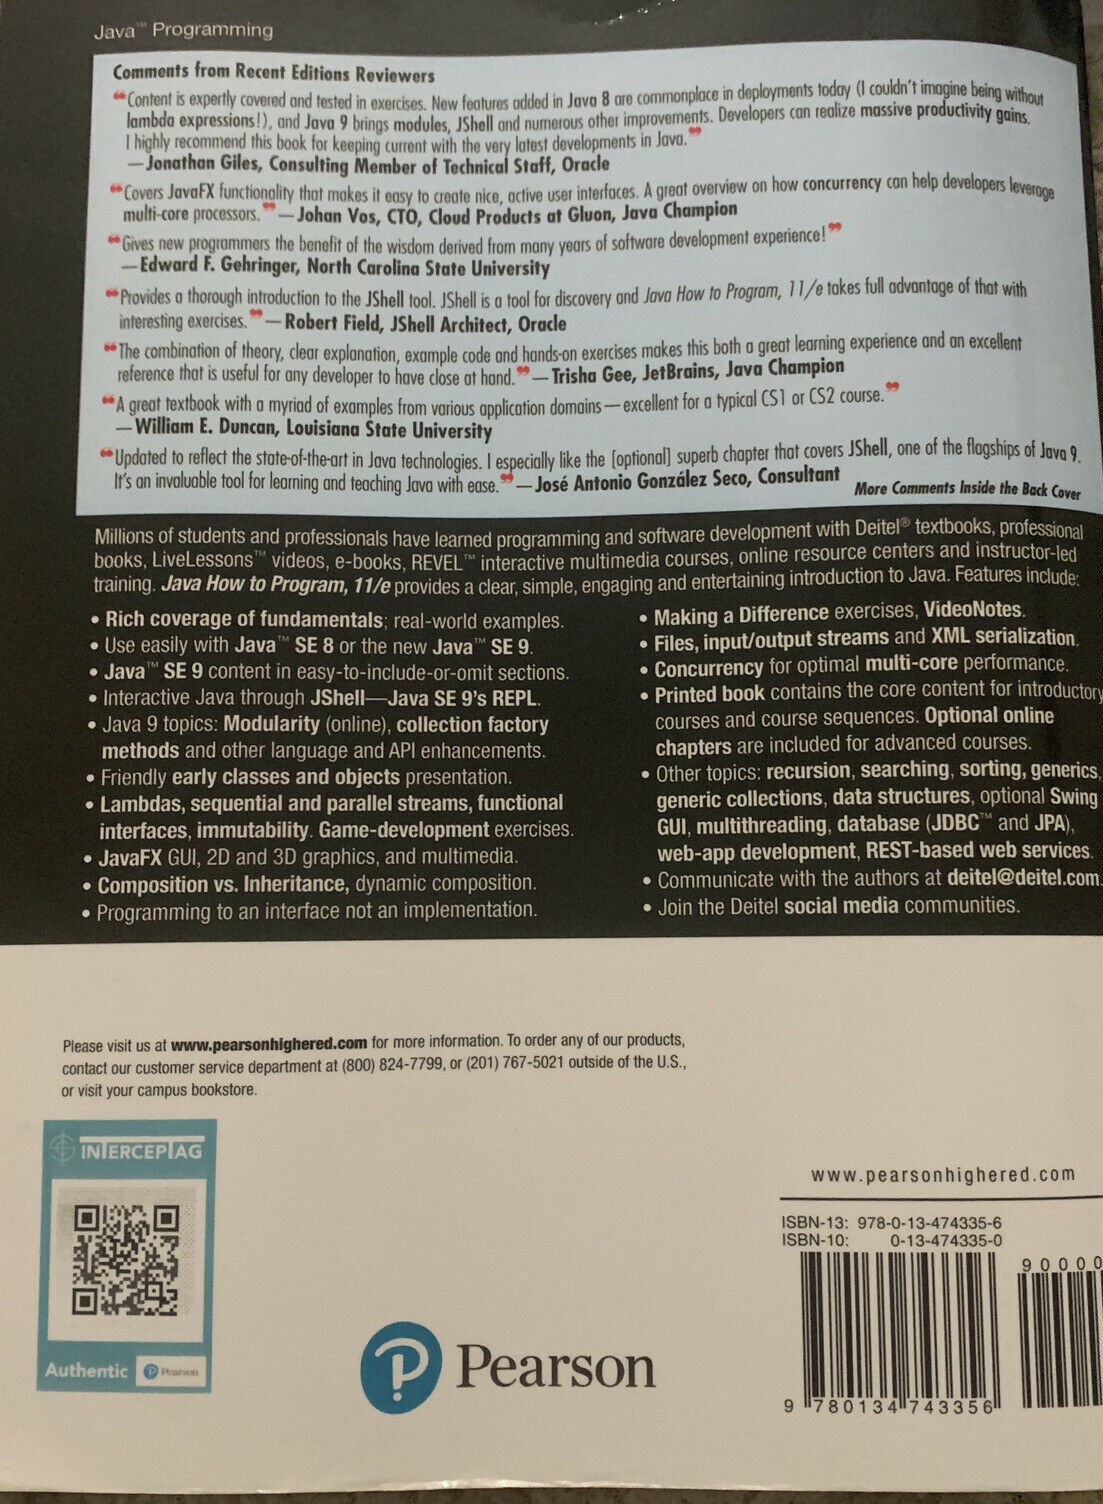 Java™ Programming
Comments from Recent Editions Reviewers
❝Content is expertly covered and tested in exercises. New features added in Java 8 are commonplace in deployments today (I couldn't imagine being without
lambda expressions!), and Java 9 brings modules, JShell and numerous other improvements. Developers can realize massive productivity gains.
I highly recommend this book for keeping current with the very latest developments in Java.❞
—Jonathan Giles, Consulting Member of Technical Staff, Oracle
❝Covers JavaFX functionality that makes it easy to create nice, active user interfaces. A great overview on how concurrency can help developers leverage
multi-core processors.❞—Johan Vos, CTO, Cloud Products at Gluon, Java Champion
❝Gives new programmers the benefit of the wisdom derived from many years of software development experience!❞
—Edward F. Gehringer, North Carolina State University
❝Provides a thorough introduction to the JShell tool. JShell is a tool for discovery and Java How to Program, 11/e takes full advantage of that with
interesting exercises.❞—Robert Field, JShell Architect, Oracle
❝The combination of theory, clear explanation, example code and hands-on exercises makes this both a great learning experience and an excellent
reference that is useful for any developer to have close at hand.❞—Trisha Gee, JetBrains, Java Champion
❝A great textbook with a myriad of examples from various application domains—excellent for a typical CS1 or CS2 course.❞
—William E. Duncan, Louisiana State University
❝Updated to reflect the state-of-the-art in Java technologies. I especially like the [optional] superb chapter that covers JShell, one of the flagships of Java 9.
It's an invaluable tool for learning and teaching Java with ease.❞—José Antonio González Seco, Consultant
More Comments Inside the Back Cover
Millions of students and professionals have learned programming and software development with Deitel® textbooks, professional
books, LiveLessons™ videos, e-books, REVEL™ interactive multimedia courses, online resource centers and instructor-led
training. Java How to Program, 11/e provides a clear, simple, engaging and entertaining introduction to Java. Features include:
• Rich coverage of fundamentals; real-world examples.
• Use easily with Java™ SE 8 or the new Java™ SE 9.
• Java™ SE 9 content in easy-to-include-or-omit sections.
• Interactive Java through JShell—Java SE 9's REPL.
• Java 9 topics: Modularity (online), collection factory
methods and other language and API enhancements.
• Friendly early classes and objects presentation.
• Lambdas, sequential and parallel streams, functional
interfaces, immutability. Game-development exercises.
• JavaFX GUI, 2D and 3D graphics, and multimedia.
• Composition vs. Inheritance, dynamic composition.
• Programming to an interface not an implementation.
• Making a Difference exercises, VideoNotes.
• Files, input/output streams and XML serialization.
• Concurrency for optimal multi-core performance.
• Printed book contains the core content for introductory
courses and course sequences. Optional online
chapters are included for advanced courses.
• Other topics: recursion, searching, sorting, generics,
generic collections, data structures, optional Swing
GUI, multithreading, database (JDBC™ and JPA),
web-app development, REST-based web services.
• Communicate with the authors at deitel@deitel.com.
• Join the Deitel social media communities.
Please visit us at www.pearsonhighered.com for more information. To order any of our products,
contact our customer service department at (800) 824-7799, or (201) 767-5021 outside of the U.S.,
or visit your campus bookstore.
INTERCEPTAG
Authentic
Pearson
Pearson
www.pearsonhighered.com
ISBN-13: 978-0-13-474335-6
ISBN-10: 0-13-474335-0
90000
9 780134 743356